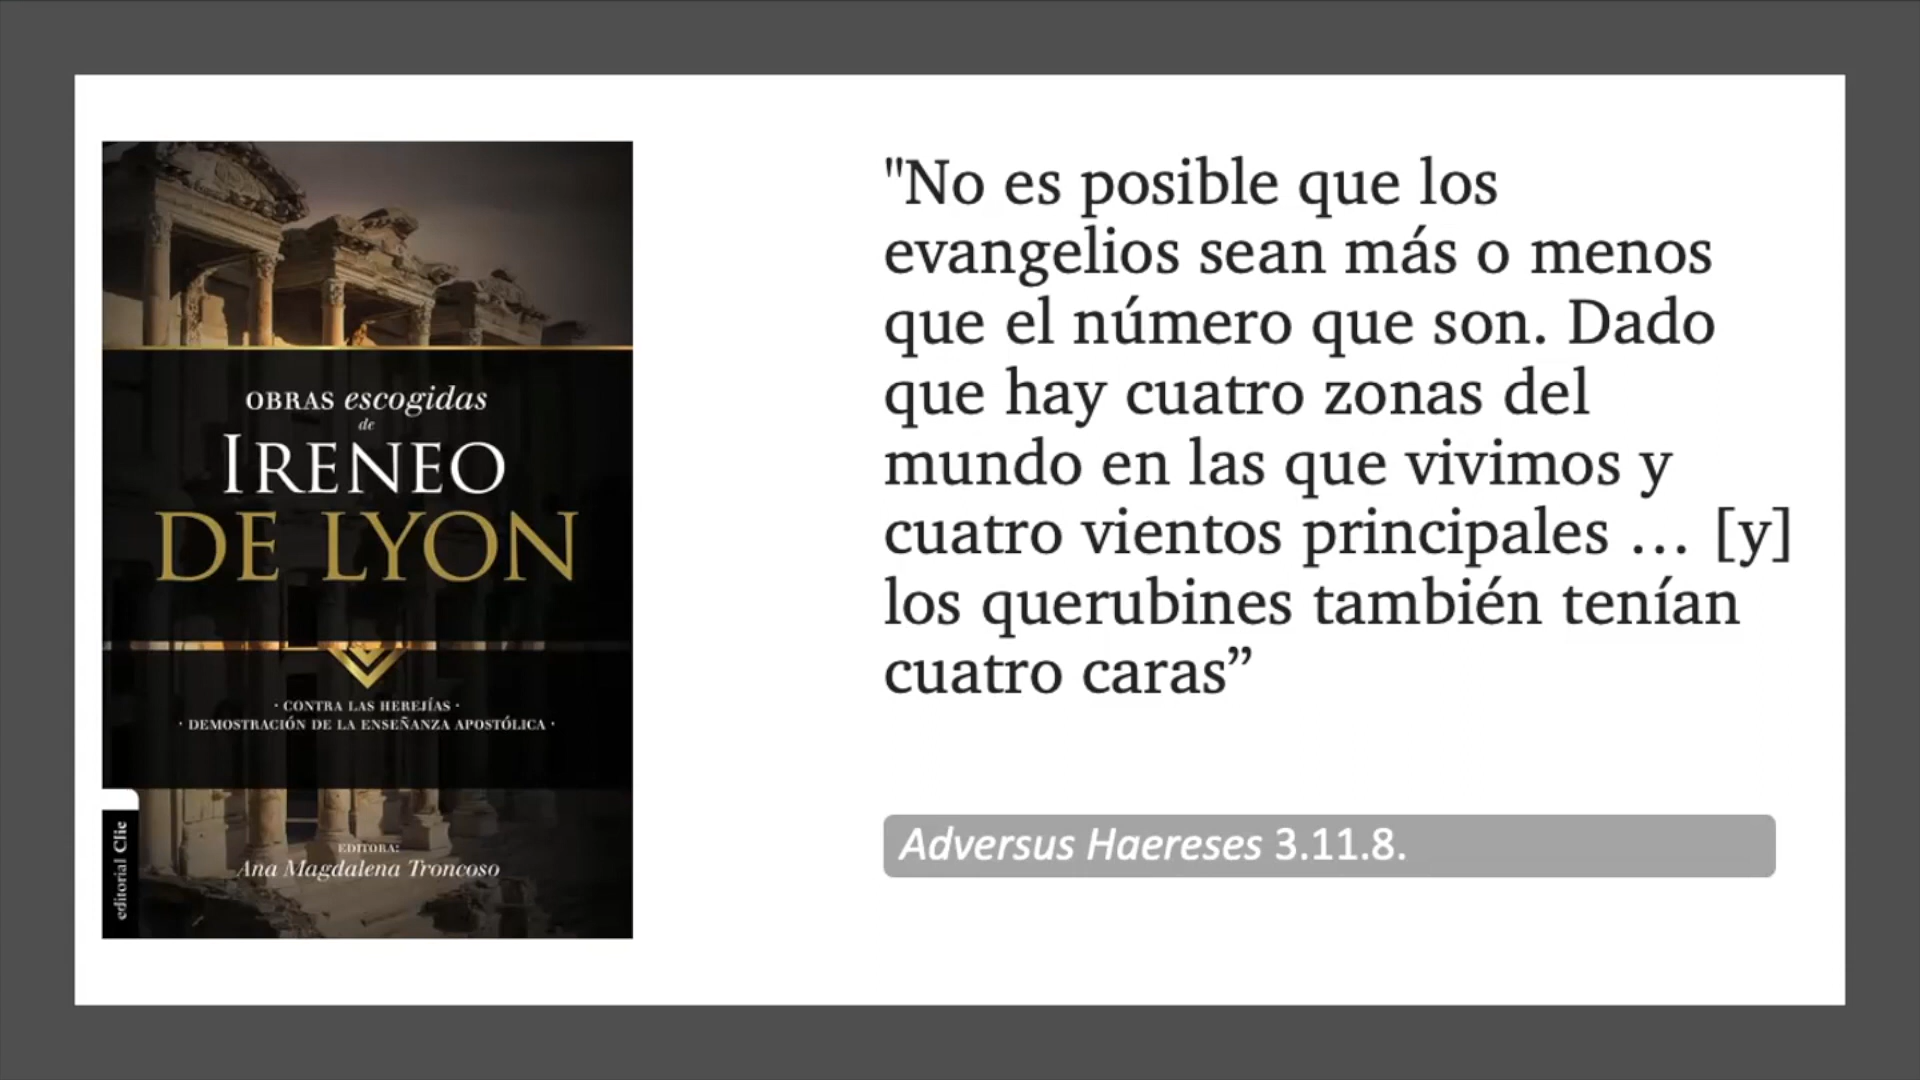 OBRAS escogidas
de
IRENEO
DE LYON
· CONTRA LAS HEREJÍAS ·
· DEMOSTRACIÓN DE LA ENSEÑANZA APOSTÓLICA ·
EDITORA:
Ana Magdalena Troncoso
editorial Clie
"No es posible que los
evangelios sean más o menos
que el número que son. Dado
que hay cuatro zonas del
mundo en las que vivimos y
cuatro vientos principales … [y]
los querubines también tenían
cuatro caras”
Adversus Haereses 3.11.8.